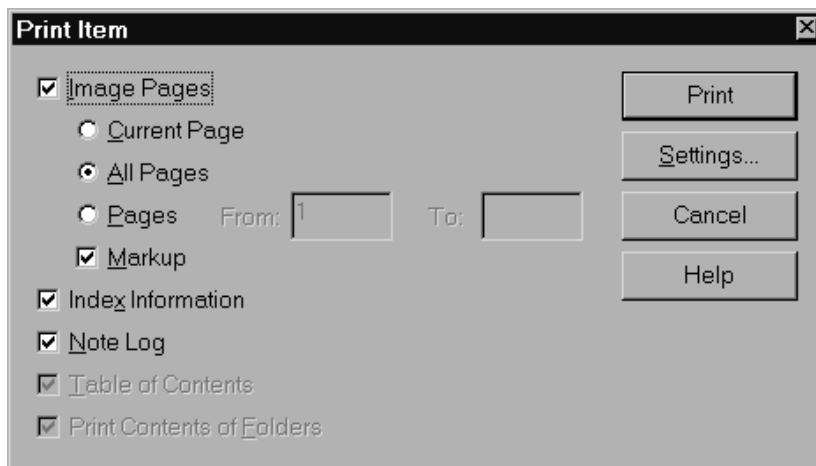 Print Item
Image Pages
Print
Current Page
All Pages
Settings...
Pages From: 1 To:
Cancel
Markup
Help
Index Information
Note Log
Table of Contents
Print Contents of Folders